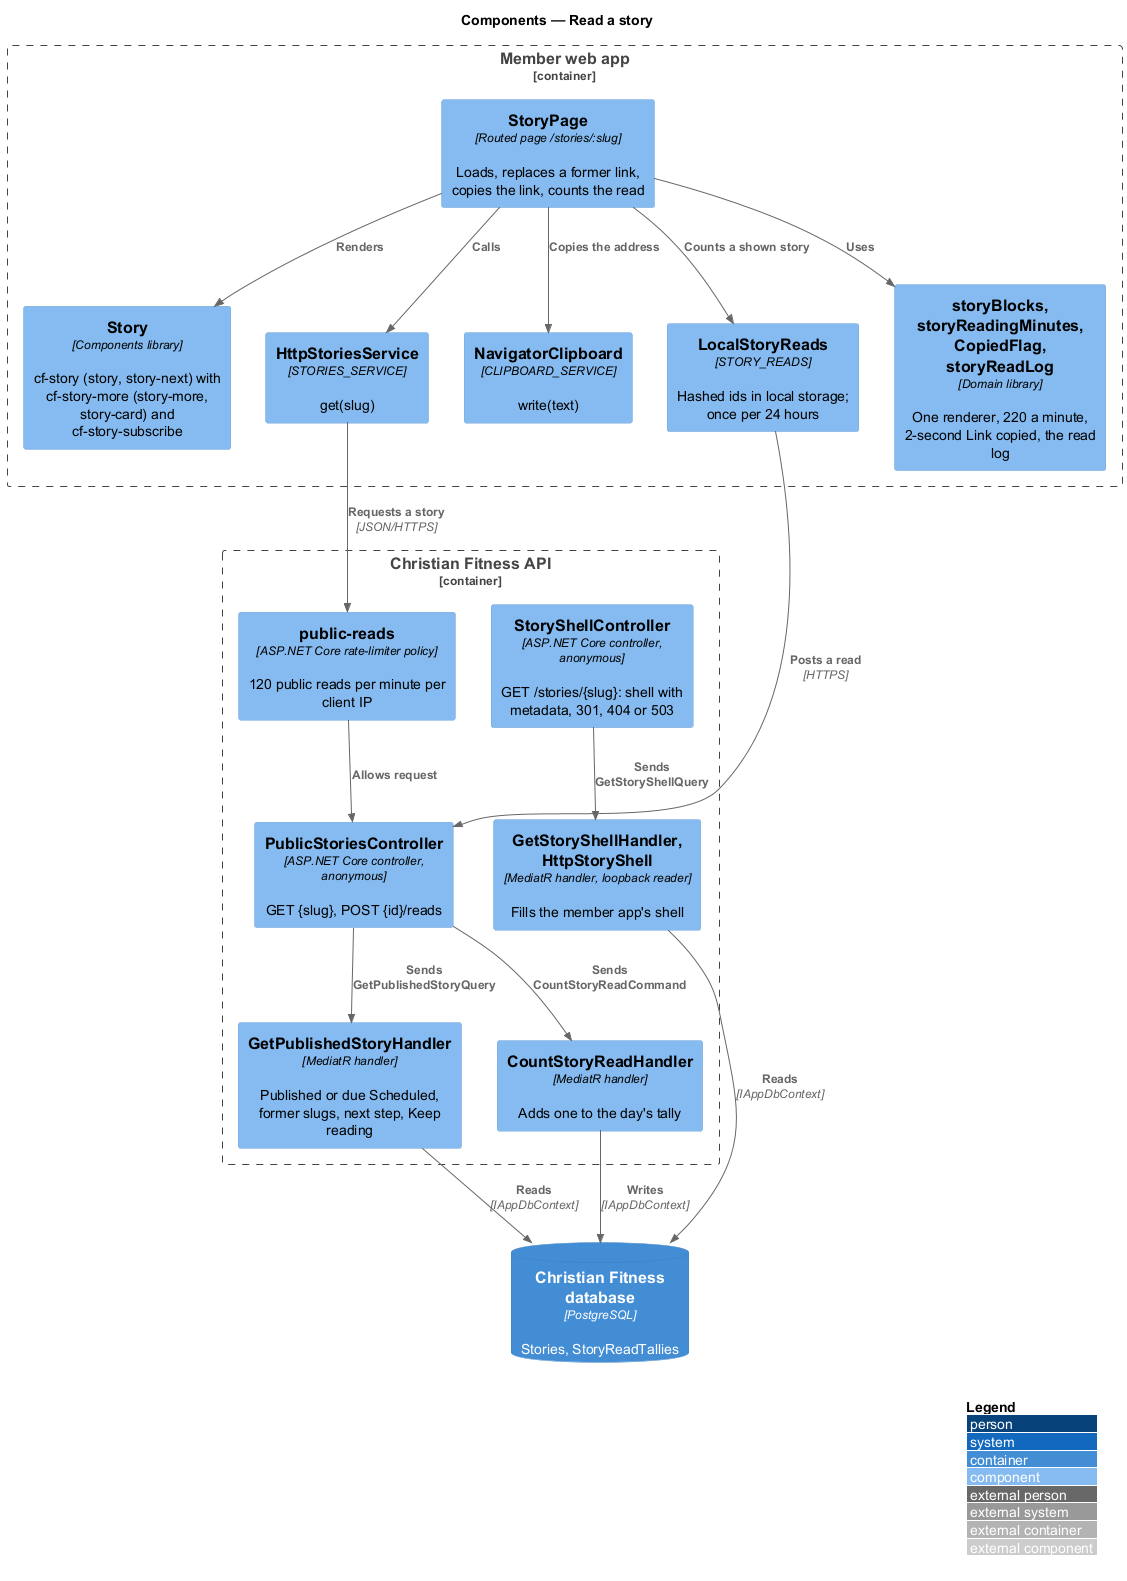 Components — Read a story
Member web app
[container]
StoryPage
[Routed page /stories/:slug]
Loads, replaces a former link,
copies the link, counts the read
Renders
Calls
Copies the address
Counts a shown story
Uses
Story
[Components library]
cf-story (story, story-next) with
cf-story-more (story-more,
story-card) and
cf-story-subscribe
HttpStoriesService
[STORIES_SERVICE]
get(slug)
NavigatorClipboard
[CLIPBOARD_SERVICE]
write(text)
LocalStoryReads
[STORY_READS]
Hashed ids in local storage;
once per 24 hours
storyBlocks,
storyReadingMinutes,
CopiedFlag,
storyReadLog
[Domain library]
One renderer, 220 a minute,
2-second Link copied, the read
log
Requests a story
[JSON/HTTPS]
Christian Fitness API
[container]
public-reads
[ASP.NET Core rate-limiter policy]
120 public reads per minute per
client IP
StoryShellController
[ASP.NET Core controller,
anonymous]
GET /stories/{slug}: shell with
metadata, 301, 404 or 503
Posts a read
[HTTPS]
Allows request
Sends
GetStoryShellQuery
PublicStoriesController
[ASP.NET Core controller,
anonymous]
GET {slug}, POST {id}/reads
GetStoryShellHandler,
HttpStoryShell
[MediatR handler, loopback reader]
Fills the member app's shell
Sends
GetPublishedStoryQuery
Sends
CountStoryReadCommand
GetPublishedStoryHandler
[MediatR handler]
Published or due Scheduled,
former slugs, next step, Keep
reading
CountStoryReadHandler
[MediatR handler]
Adds one to the day's tally
Reads
[IAppDbContext]
Reads
[IAppDbContext]
Writes
[IAppDbContext]
Christian Fitness
database
[PostgreSQL]
Stories, StoryReadTallies
Legend
person
system
container
component
external person
external system
external container
external component